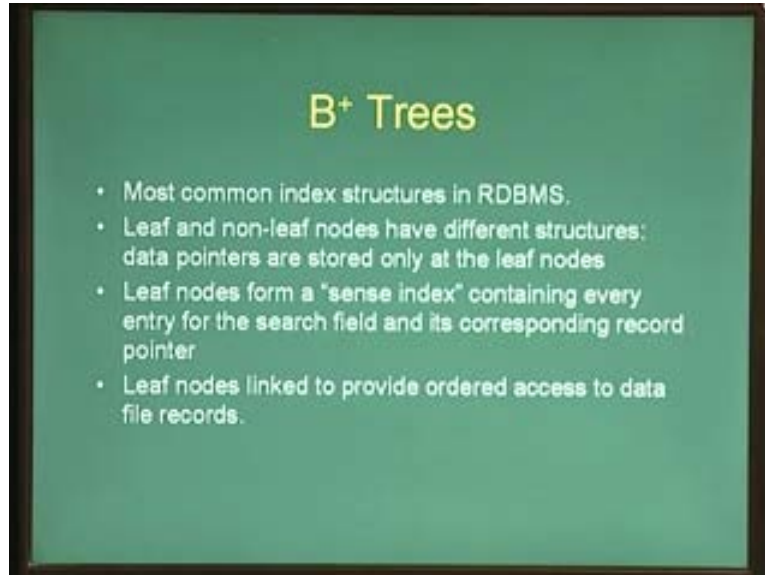 B+ Trees
• Most common index structures in RDBMS.
• Leaf and non-leaf nodes have different structures:
data pointers are stored only at the leaf nodes
• Leaf nodes form a "sense index" containing every
entry for the search field and its corresponding record
pointer
• Leaf nodes linked to provide ordered access to data
file records.